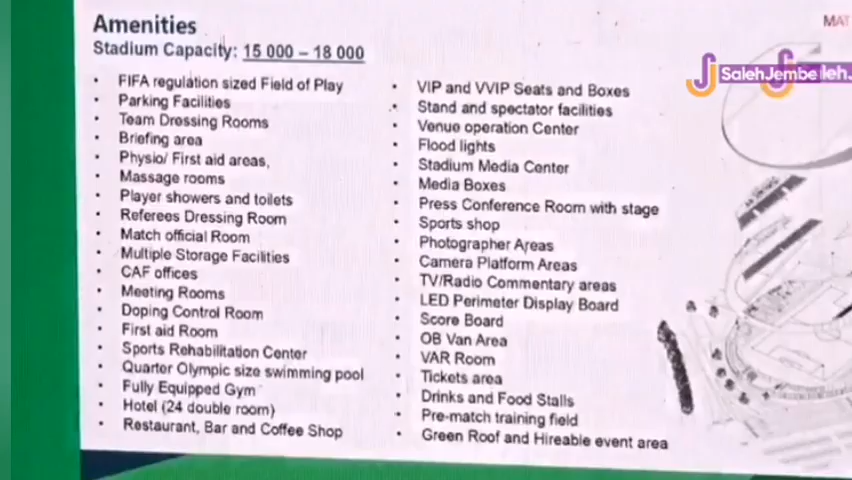 Amenities
Stadium Capacity: 15 000 – 18 000
• FIFA regulation sized Field of Play
• Parking Facilities
• Team Dressing Rooms
• Briefing area
• Physio/ First aid areas,
• Massage rooms
• Player showers and toilets
• Referees Dressing Room
• Match official Room
• Multiple Storage Facilities
• CAF offices
• Meeting Rooms
• Doping Control Room
• First aid Room
• Sports Rehabilitation Center
• Quarter Olympic size swimming pool
• Fully Equipped Gym
• Hotel (24 double room)
• Restaurant, Bar and Coffee Shop
• VIP and VVIP Seats and Boxes
• Stand and spectator facilities
• Venue operation Center
• Flood lights
• Stadium Media Center
• Media Boxes
• Press Conference Room with stage
• Sports shop
• Photographer Areas
• Camera Platform Areas
• TV/Radio Commentary areas
• LED Perimeter Display Board
• Score Board
• OB Van Area
• VAR Room
• Tickets area
• Drinks and Food Stalls
• Pre-match training field
• Green Roof and Hireable event area
MAT